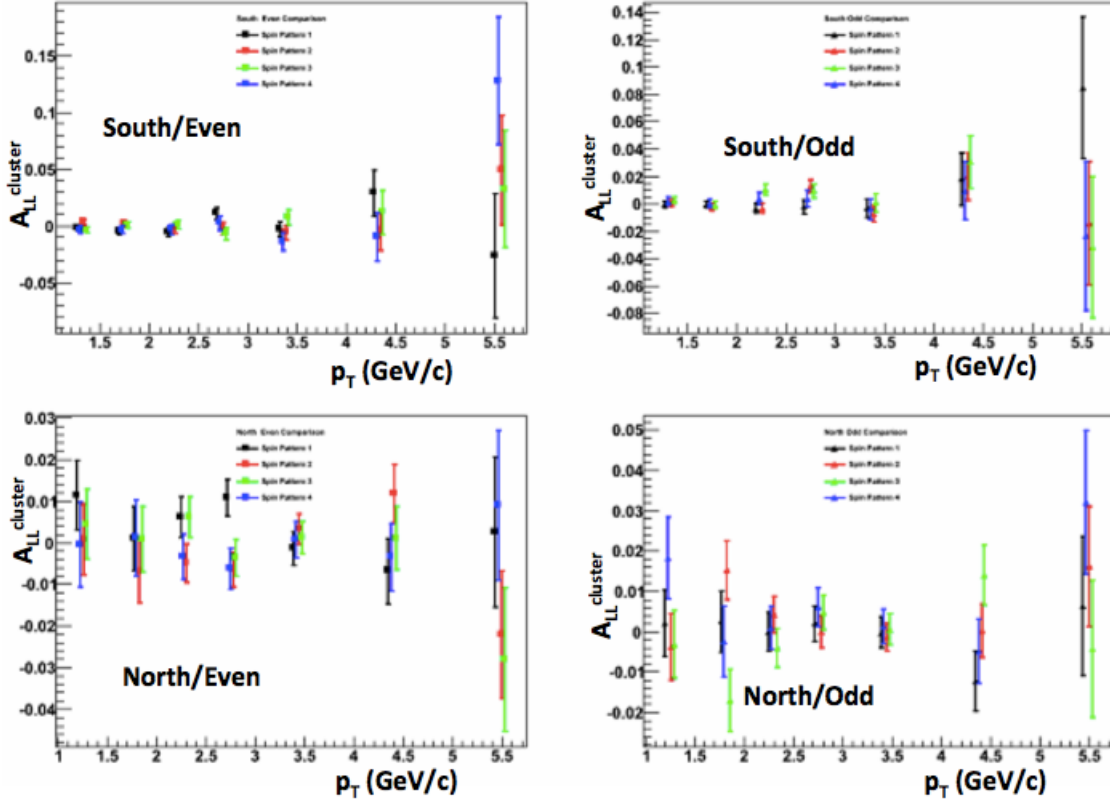 South Even Comparison
Spin Pattern 1
Spin Pattern 2
Spin Pattern 3
Spin Pattern 4
South/Even
A_LL^cluster
0.15
0.1
0.05
0
-0.05
1.5 2 2.5 3 3.5 4 4.5 5 5.5
p_T (GeV/c)
South Odd Comparison
Spin Pattern 1
Spin Pattern 2
Spin Pattern 3
Spin Pattern 4
South/Odd
A_LL^cluster
0.14
0.12
0.1
0.08
0.06
0.04
0.02
0
-0.02
-0.04
-0.06
-0.08
1.5 2 2.5 3 3.5 4 4.5 5 5.5
p_T (GeV/c)
North Even Comparison
Spin Pattern 1
Spin Pattern 2
Spin Pattern 3
Spin Pattern 4
North/Even
A_LL^cluster
0.03
0.02
0.01
0
-0.01
-0.02
-0.03
-0.04
1 1.5 2 2.5 3 3.5 4 4.5 5 5.5
p_T (GeV/c)
North Odd Comparison
Spin Pattern 1
Spin Pattern 2
Spin Pattern 3
Spin Pattern 4
North/Odd
A_LL^cluster
0.05
0.04
0.03
0.02
0.01
0
-0.01
-0.02
1 1.5 2 2.5 3 3.5 4 4.5 5 5.5
p_T (GeV/c)